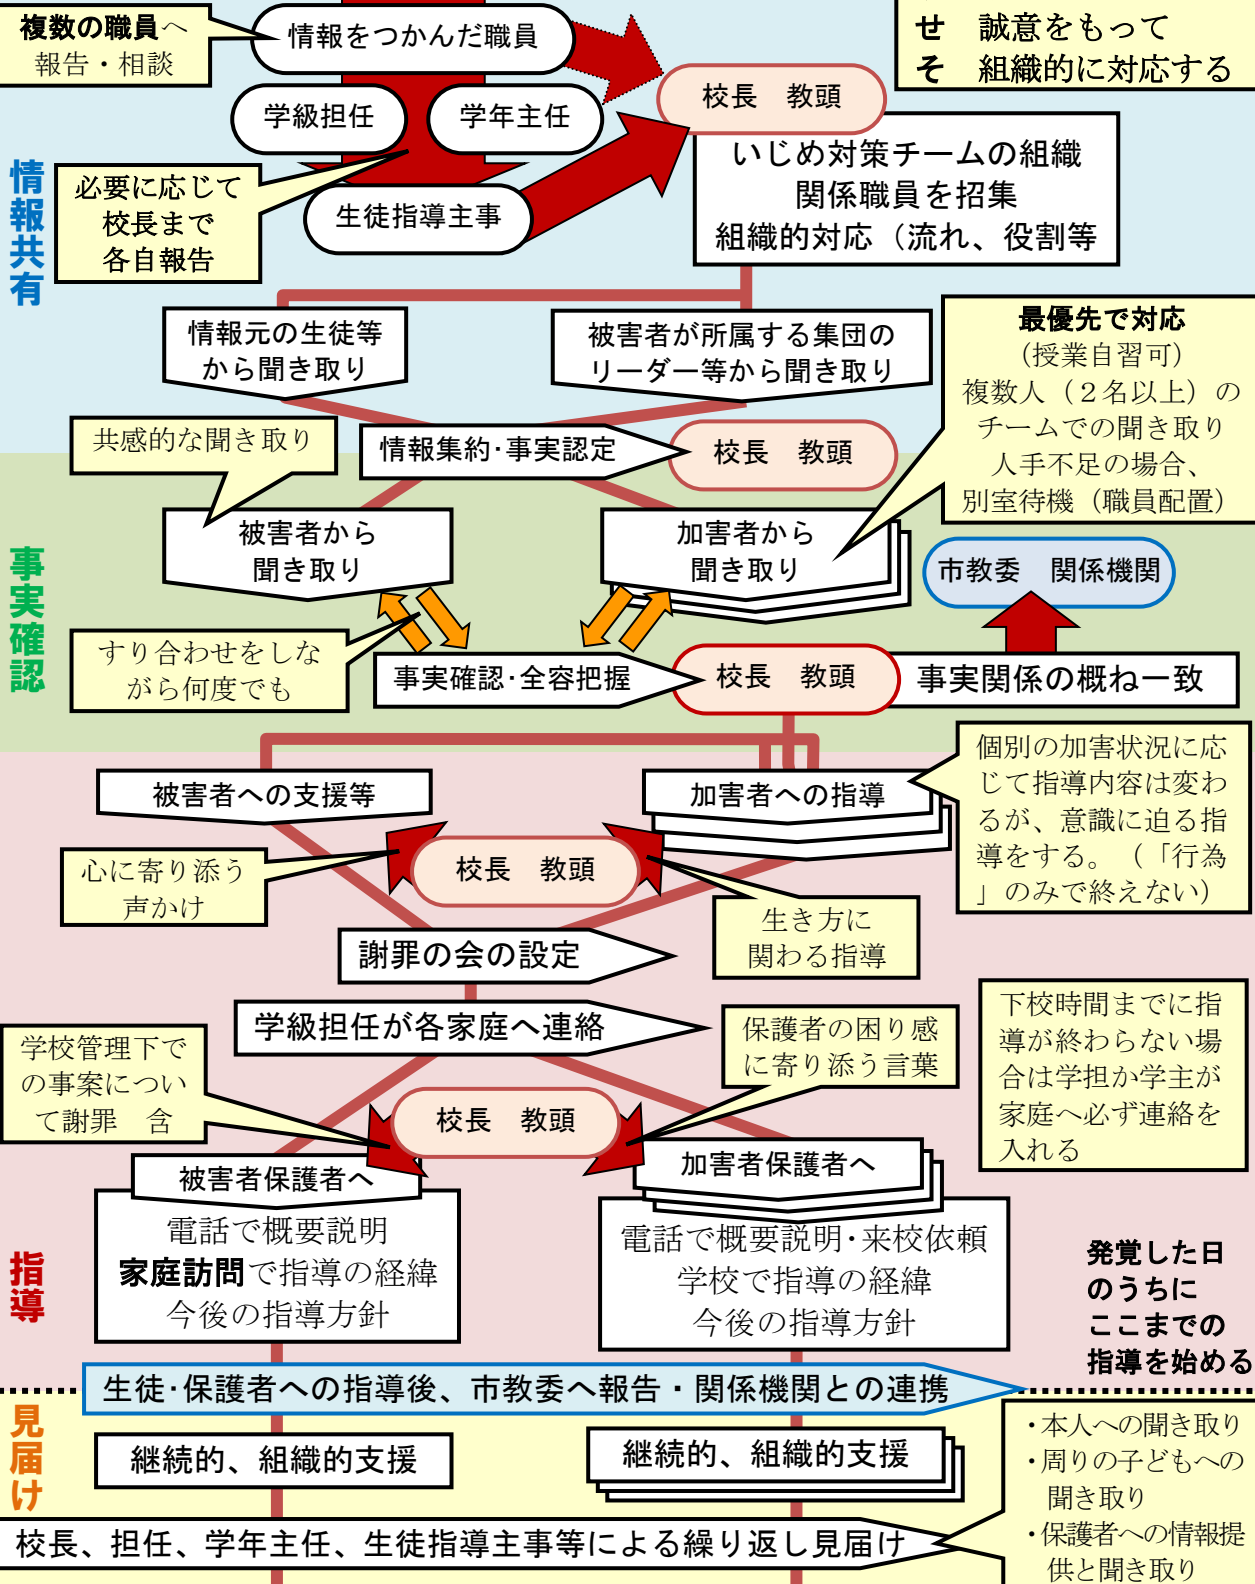 複数の職員へ
報告・相談
情報をつかんだ職員
せ　誠意をもって
そ　組織的に対応する
学級担任
学年主任
校長　教頭
情報共有
必要に応じて
校長まで
各自報告
生徒指導主事
いじめ対策チームの組織
関係職員を招集
組織的対応（流れ、役割等
情報元の生徒等
から聞き取り
被害者が所属する集団の
リーダー等から聞き取り
最優先で対応
（授業自習可）
複数人（２名以上）の
チームでの聞き取り
人手不足の場合、
別室待機（職員配置）
共感的な聞き取り
情報集約・事実認定
校長　教頭
事実確認
被害者から
聞き取り
加害者から
聞き取り
市教委　関係機関
すり合わせをしな
がら何度でも
事実確認・全容把握
校長　教頭
事実関係の概ね一致
被害者への支援等
加害者への指導
個別の加害状況に応
じて指導内容は変わ
るが、意識に迫る指
導をする。（「行為
」のみで終えない）
心に寄り添う
声かけ
校長　教頭
生き方に
関わる指導
謝罪の会の設定
学級担任が各家庭へ連絡
学校管理下で
の事案につい
て謝罪　含
保護者の困り感
に寄り添う言葉
下校時間までに指
導が終わらない場
合は学担か学主が
家庭へ必ず連絡を
入れる
校長　教頭
被害者保護者へ
電話で概要説明
家庭訪問で指導の経緯
今後の指導方針
加害者保護者へ
電話で概要説明・来校依頼
学校で指導の経緯
今後の指導方針
指導
発覚した日
のうちに
ここまでの
指導を始める
生徒・保護者への指導後、市教委へ報告・関係機関との連携
見届け
継続的、組織的支援
継続的、組織的支援
・本人への聞き取り
・周りの子どもへの
聞き取り
・保護者への情報提
供と聞き取り
校長、担任、学年主任、生徒指導主事等による繰り返し見届け